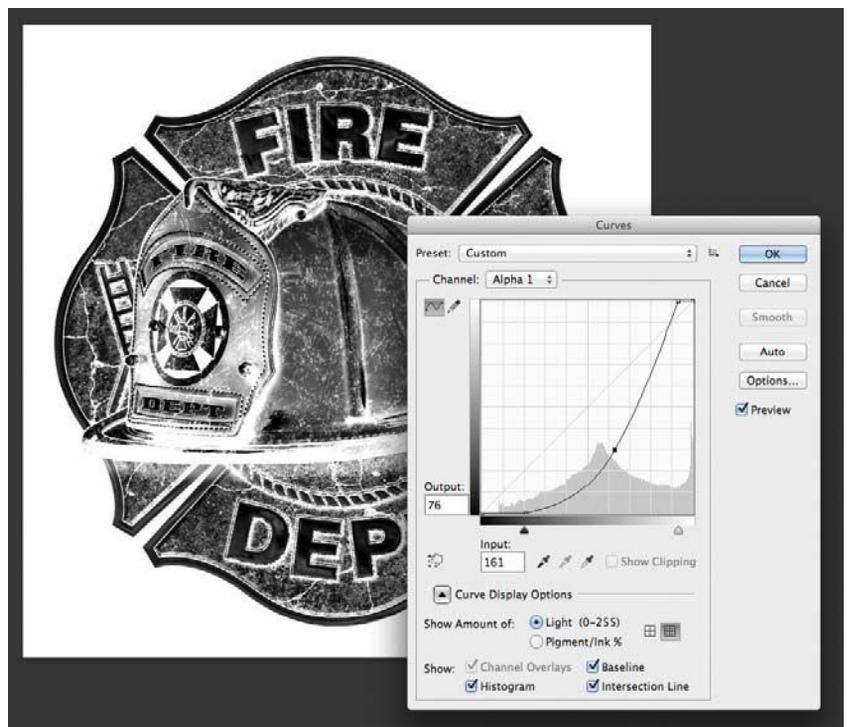 FIRE
FIRE
DEPT
DEP
Curves
Preset: Custom
OK
Channel: Alpha 1
Cancel
Smooth
Auto
Options...
Preview
Output:
76
Input:
161
Show Clipping
Curve Display Options
Show Amount of: Light (0-255)
Pigment/Ink %
Show: Channel Overlays Baseline
Histogram Intersection Line